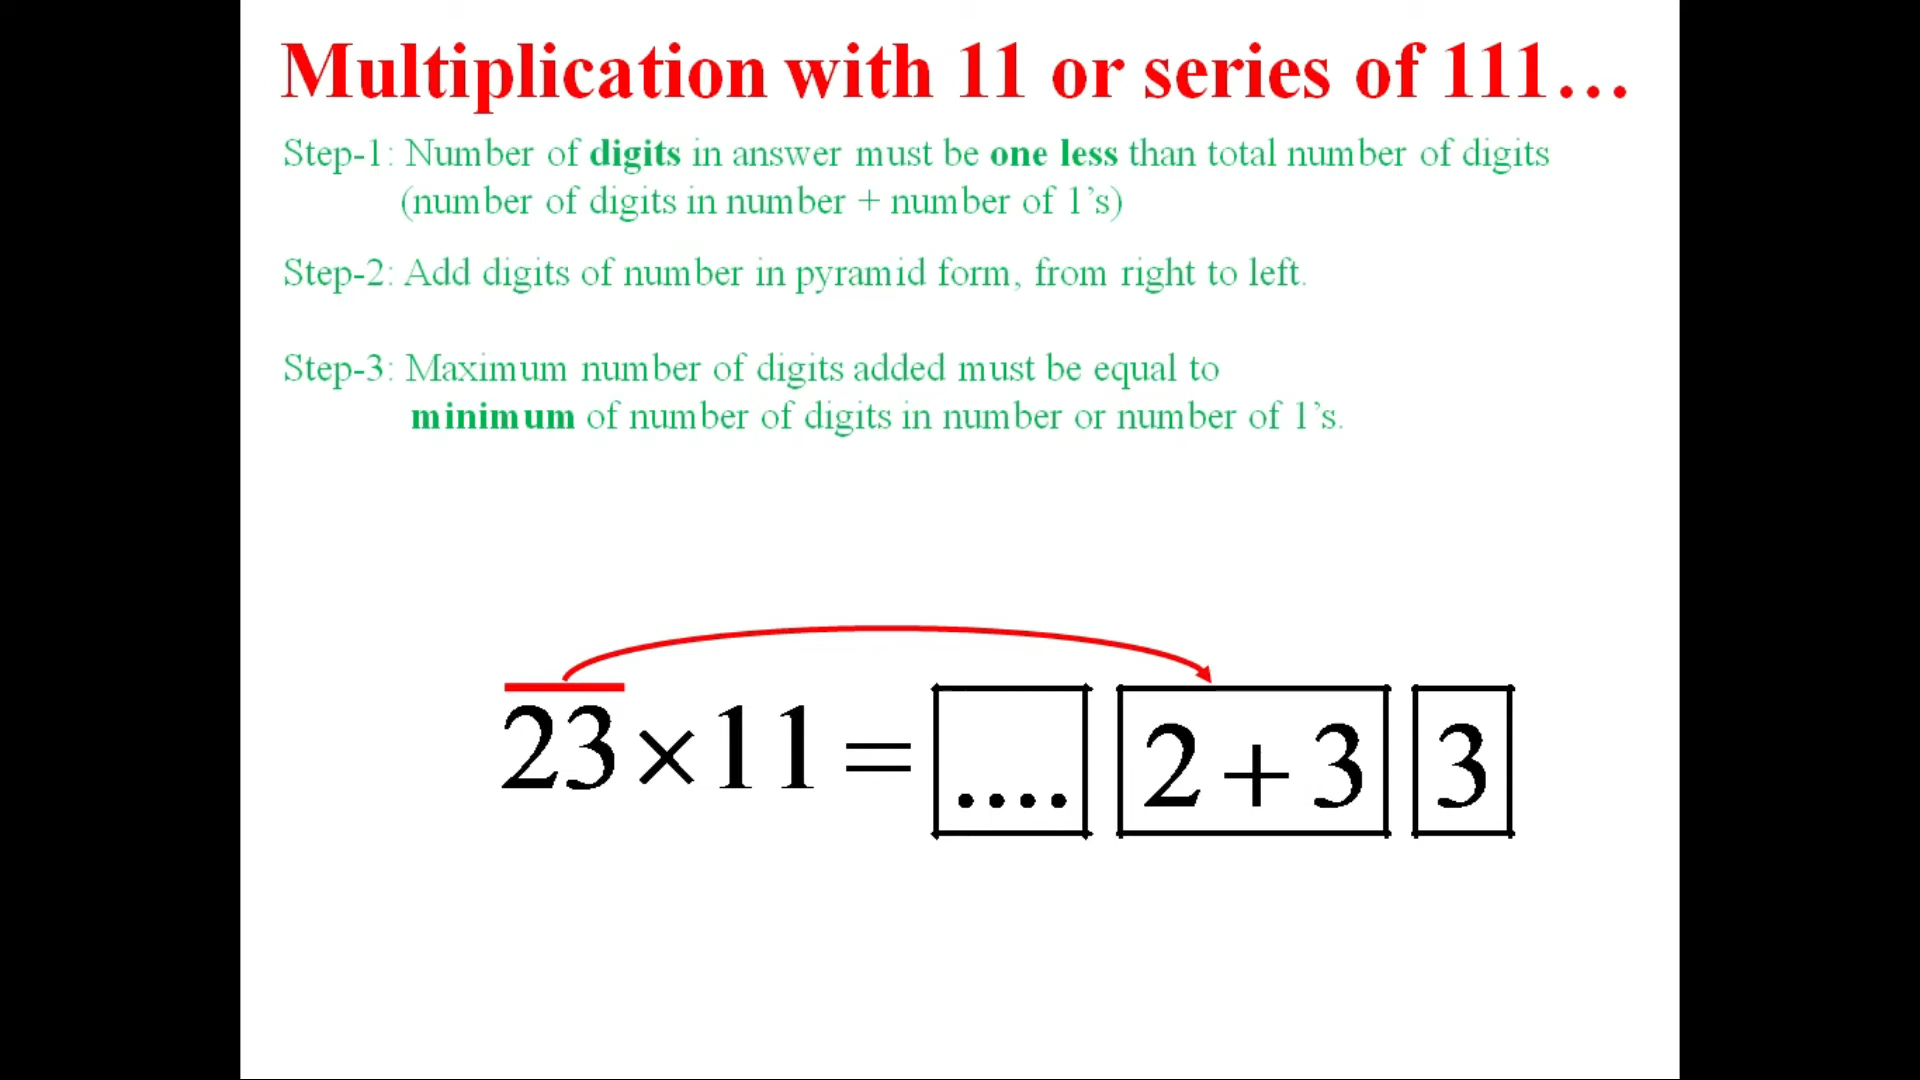 Multiplication with 11 or series of 111…
Step-1: Number of digits in answer must be one less than total number of digits
(number of digits in number + number of 1’s)
Step-2: Add digits of number in pyramid form, from right to left.
Step-3: Maximum number of digits added must be equal to
minimum of number of digits in number or number of 1’s.
23×11= .... 2+3 3